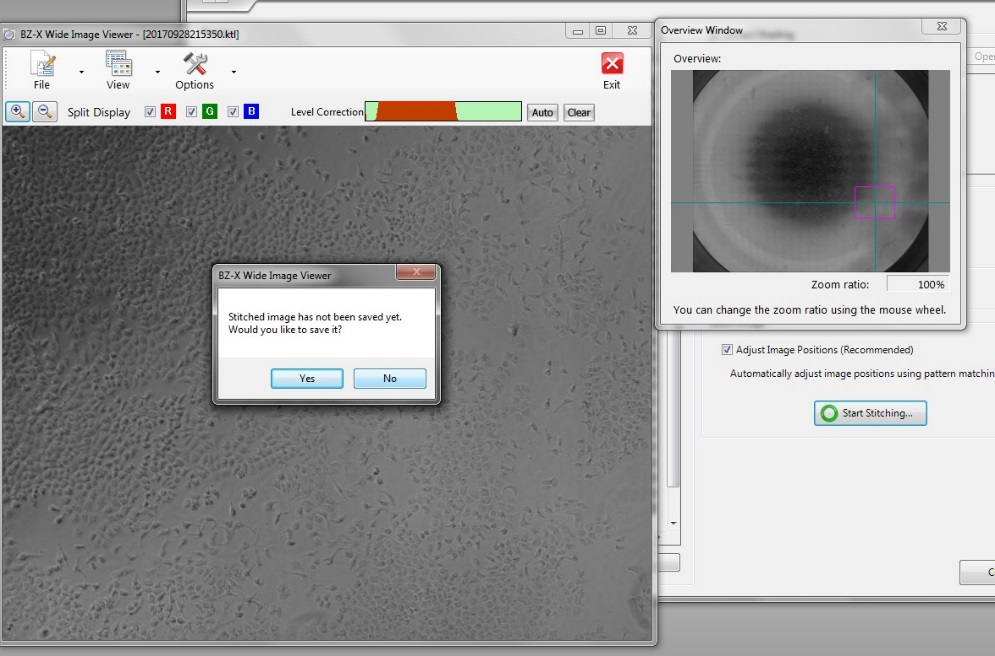 BZ-X Wide Image Viewer - [20170928215350.ktl]
File
View
Options
Exit
Split Display
R
G
B
Level Correction
Auto
Clear
BZ-X Wide Image Viewer
Stitched image has not been saved yet.
Would you like to save it?
Yes
No
Overview Window
Overview:
Zoom ratio:
100%
You can change the zoom ratio using the mouse wheel.
Adjust Image Positions (Recommended)
Automatically adjust image positions using pattern matchin
Start Stitching...
Oper
C